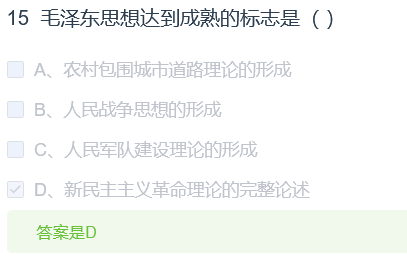 15 毛泽东思想达到成熟的标志是（ ）
A、农村包围城市道路理论的形成
B、人民战争思想的形成
C、人民军队建设理论的形成
D、新民主主义革命理论的完整论述
答案是D